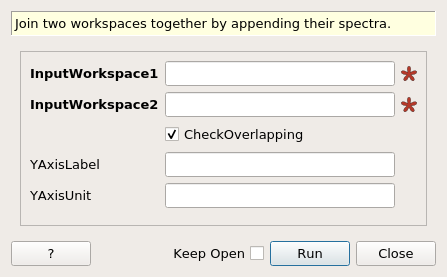 Join two workspaces together by appending their spectra.
InputWorkspace1
InputWorkspace2
CheckOverlapping
YAxisLabel
YAxisUnit
? Keep Open Run Close